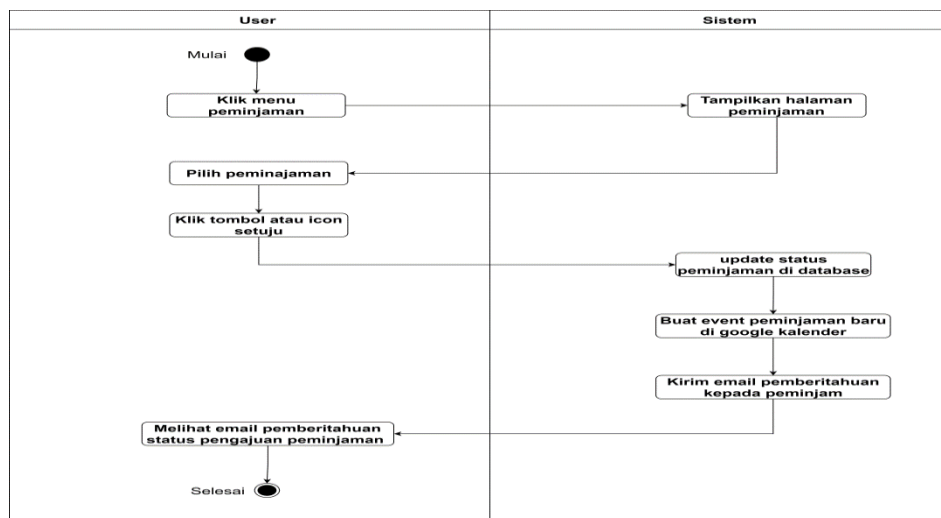 User
Sistem
Mulai
Klik menu
peminjaman
Tampilkan halaman
peminjaman
Pilih peminajaman
Klik tombol atau icon
setuju
update status
peminjaman di database
Buat event peminjaman baru
di google kalender
Kirim email pemberitahuan
kepada peminjam
Melihat email pemberitahuan
status pengajuan peminjaman
Selesai